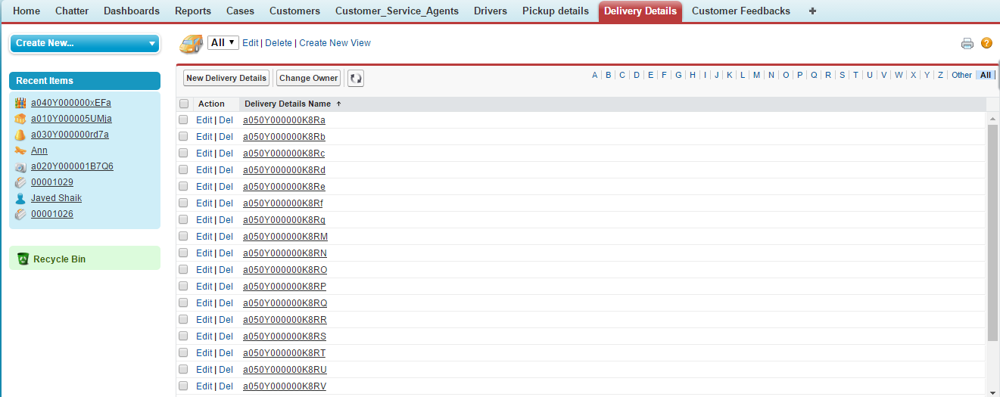 Home Chatter Dashboards Reports Cases Customers Customer_Service_Agents Drivers Pickup details Delivery Details Customer Feedbacks +
Create New...
All Edit | Delete | Create New View
Recent Items
a040Y000000xEFa
a010Y000005UMja
a030Y000000rd7a
Ann
a020Y000001B7Q6
00001029
Javed Shaik
00001026
Recycle Bin
New Delivery Details Change Owner
A | B | C | D | E | F | G | H | I | J | K | L | M | N | O | P | Q | R | S | T | U | V | W | X | Y | Z | Other | All
Action Delivery Details Name ↑
Edit | Del a050Y000000K8Ra
Edit | Del a050Y000000K8Rb
Edit | Del a050Y000000K8Rc
Edit | Del a050Y000000K8Rd
Edit | Del a050Y000000K8Re
Edit | Del a050Y000000K8Rf
Edit | Del a050Y000000K8Rg
Edit | Del a050Y000000K8RM
Edit | Del a050Y000000K8RN
Edit | Del a050Y000000K8RO
Edit | Del a050Y000000K8RP
Edit | Del a050Y000000K8RQ
Edit | Del a050Y000000K8RR
Edit | Del a050Y000000K8RS
Edit | Del a050Y000000K8RT
Edit | Del a050Y000000K8RU
Edit | Del a050Y000000K8RV